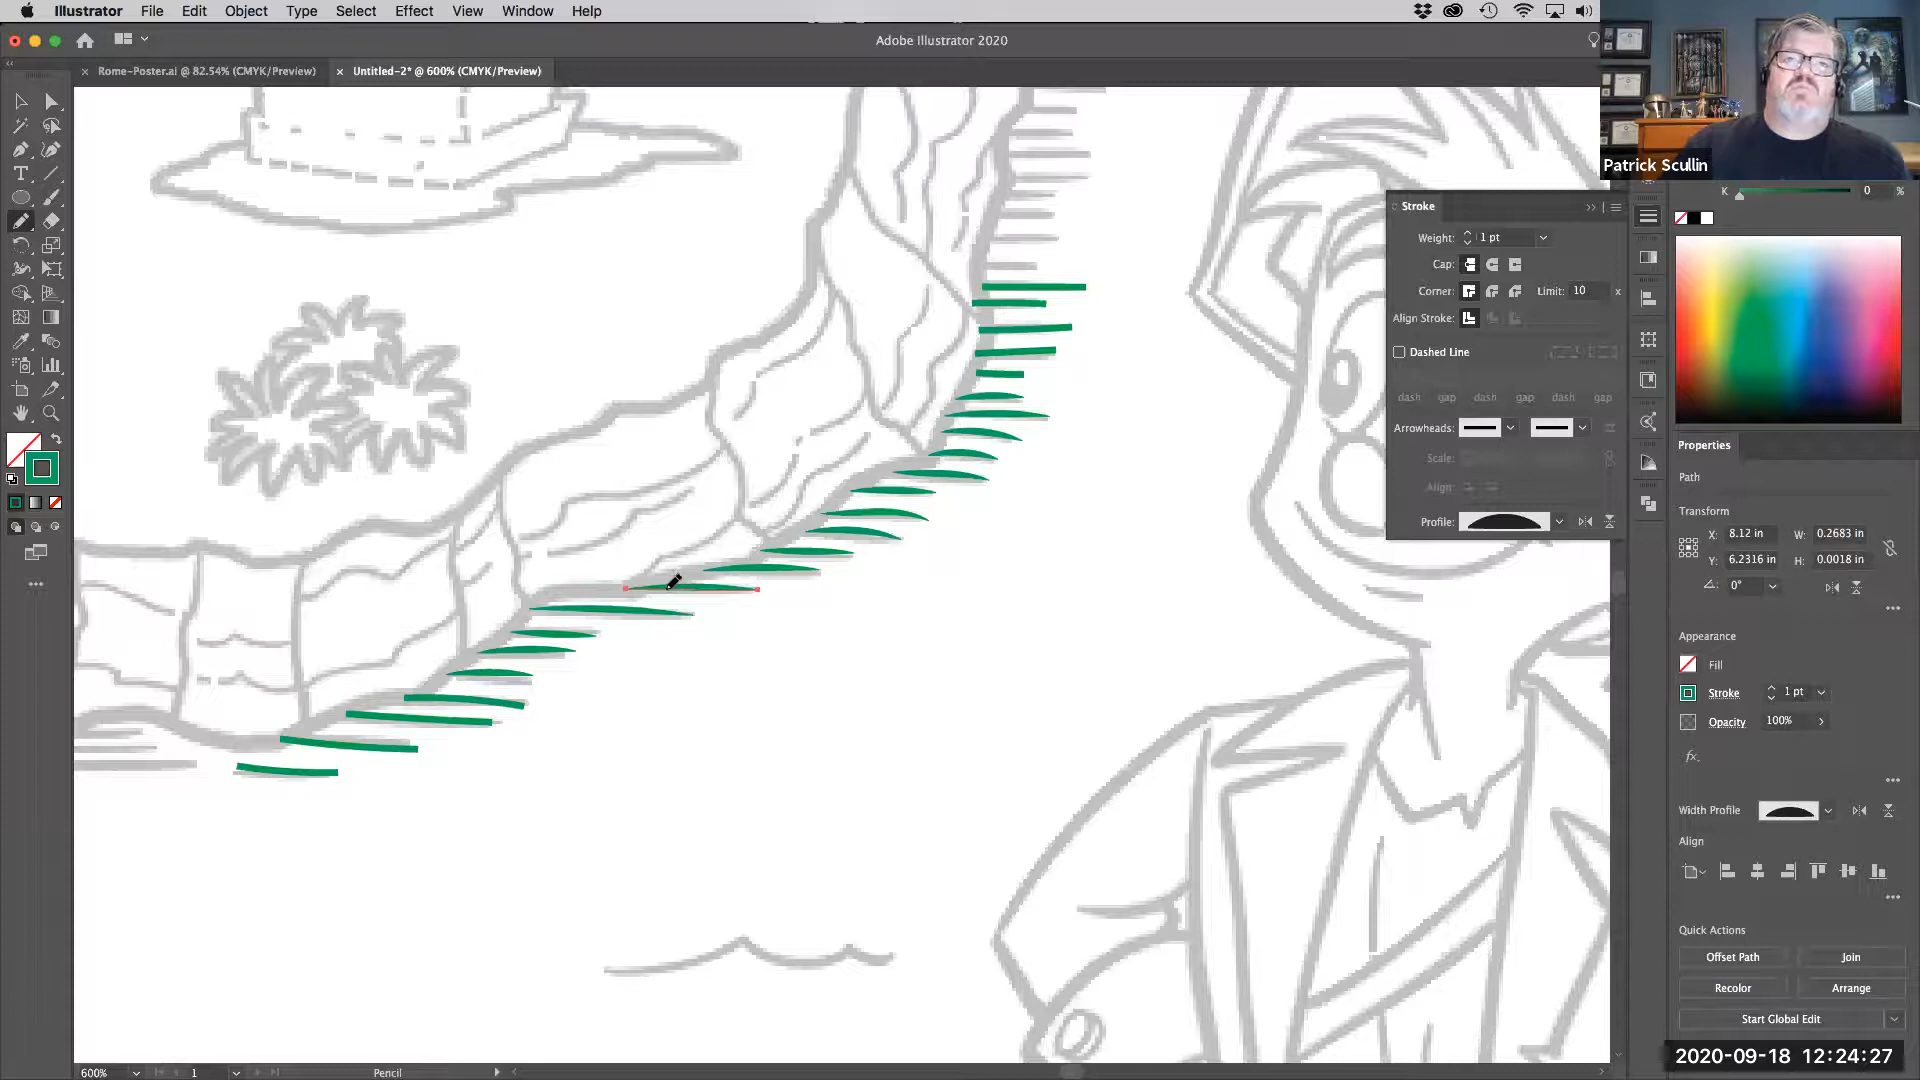 Illustrator File Edit Object Type Select Effect View Window Help
Adobe Illustrator 2020
Rome-Poster.ai @ 82.54% (CMYK/Preview)
Untitled-2* @ 600% (CMYK/Preview)
Patrick Scullin
K 0 %
Stroke
Weight: 1 pt
Cap:
Corner: Limit: 10 x
Align Stroke:
Dashed Line
dash gap dash gap dash gap
Arrowheads:
Scale:
Align:
Profile:
Properties
Path
Transform
X: 8.12 in W: 0.2683 in
Y: 6.2316 in H: 0.0018 in
0°
Appearance
Fill
Stroke 1 pt
Opacity 100%
fx.
Width Profile
Align
Quick Actions
Offset Path Join
Recolor Arrange
Start Global Edit
2020-09-18 12:24:27
600% 1 Pencil